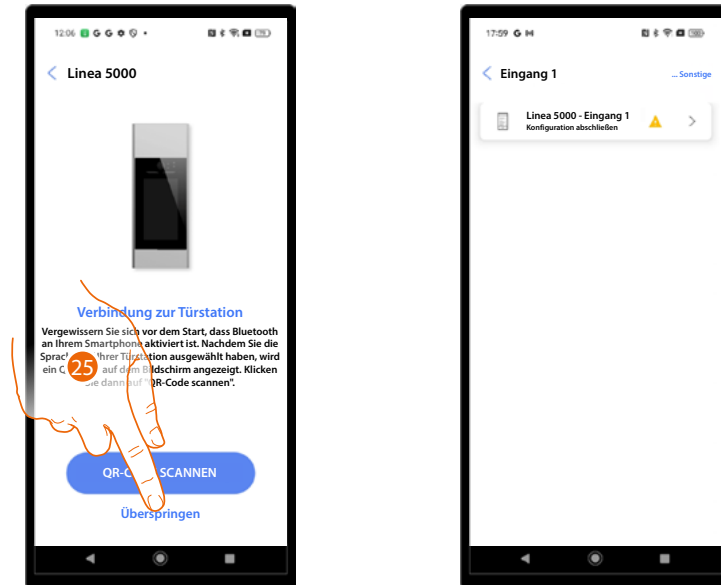 12:06 G G
Linea 5000
Verbindung zur Türstation
Vergewissern Sie sich vor dem Start, dass Bluetooth
an Ihrem Smartphone aktiviert ist. Nachdem Sie die
Ihrer Türstation ausgewählt haben, wird
ein auf dem Bildschirm angezeigt. Klicken
Sie dann auf "QR-Code scannen".
25
QR-C SCANNEN
Überspringen
17:59 G M
Eingang 1
... Sonstige
Linea 5000 - Eingang 1
Konfiguration abschließen